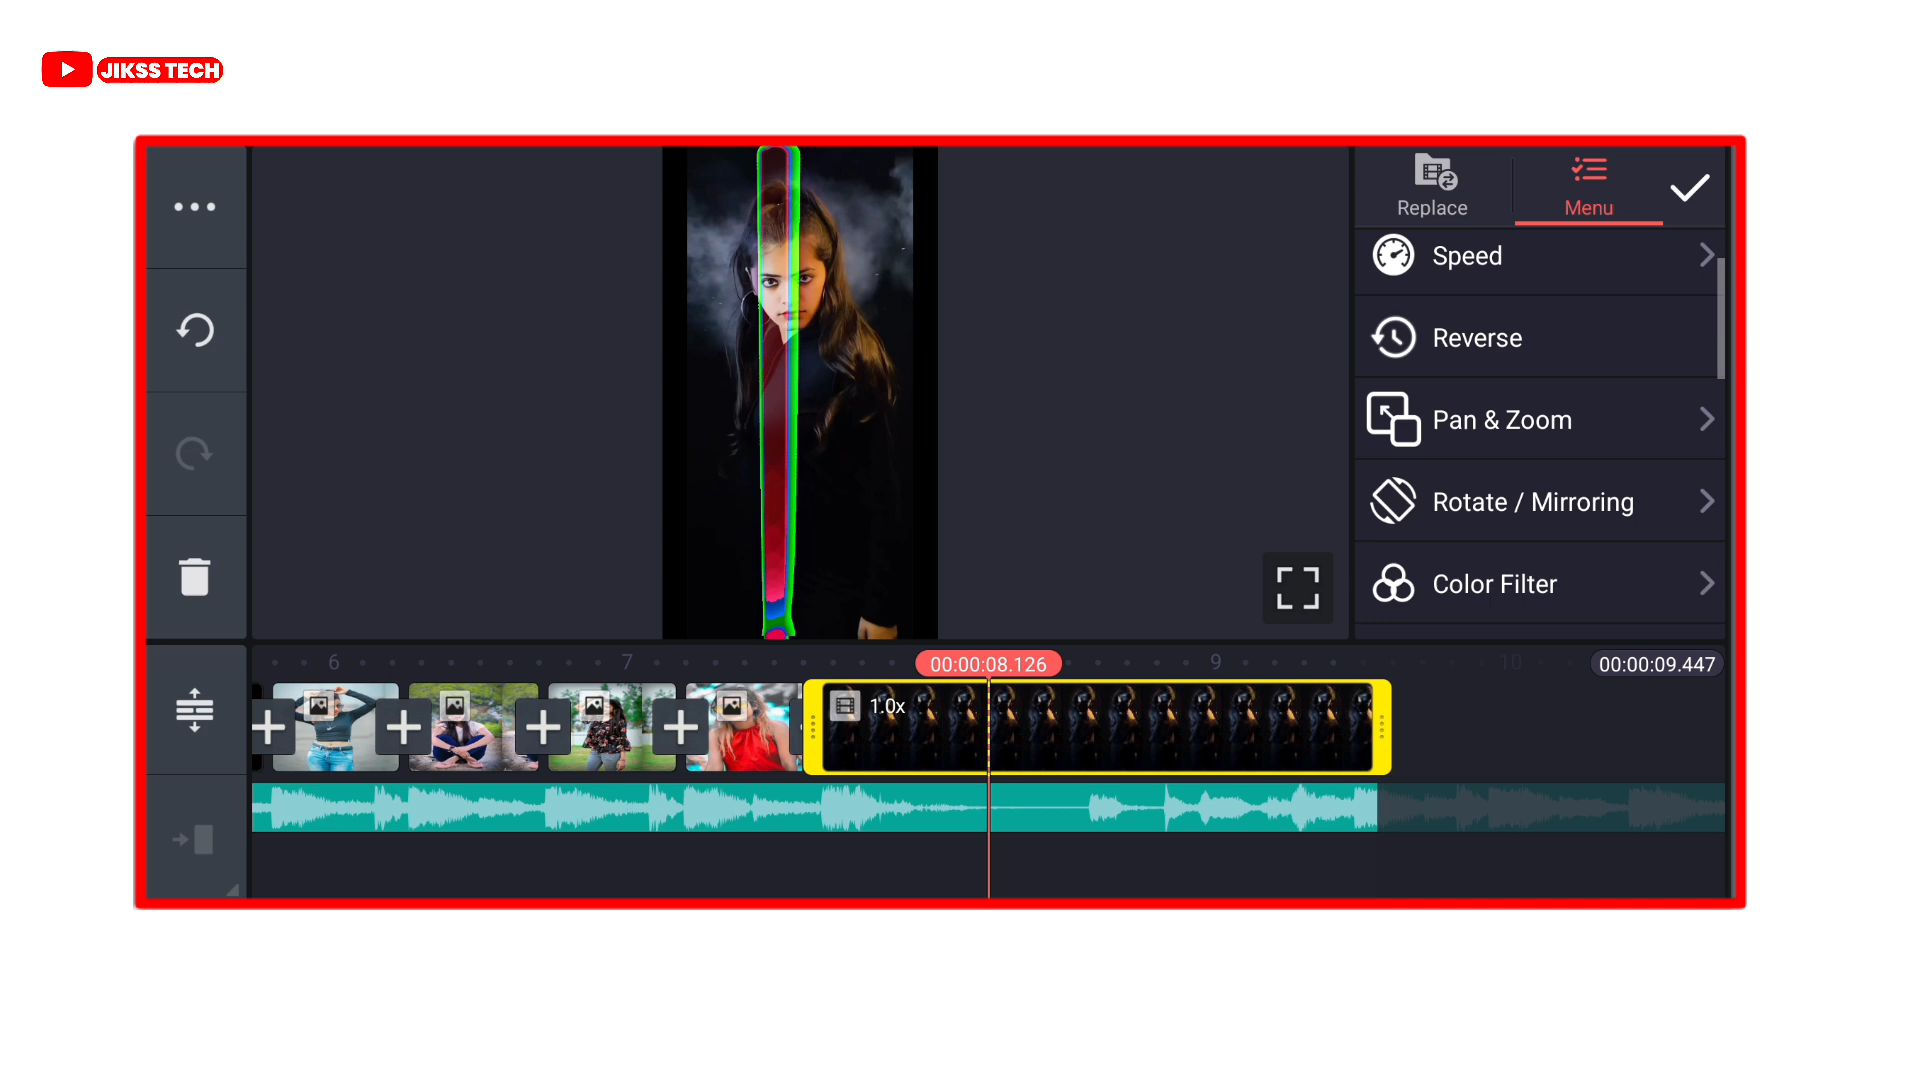 JIKSS TECH
Replace
Menu
Speed
Reverse
Pan & Zoom
Rotate / Mirroring
Color Filter
6
7
00:00:08.126
9
10
00:00:09.447
1.0x